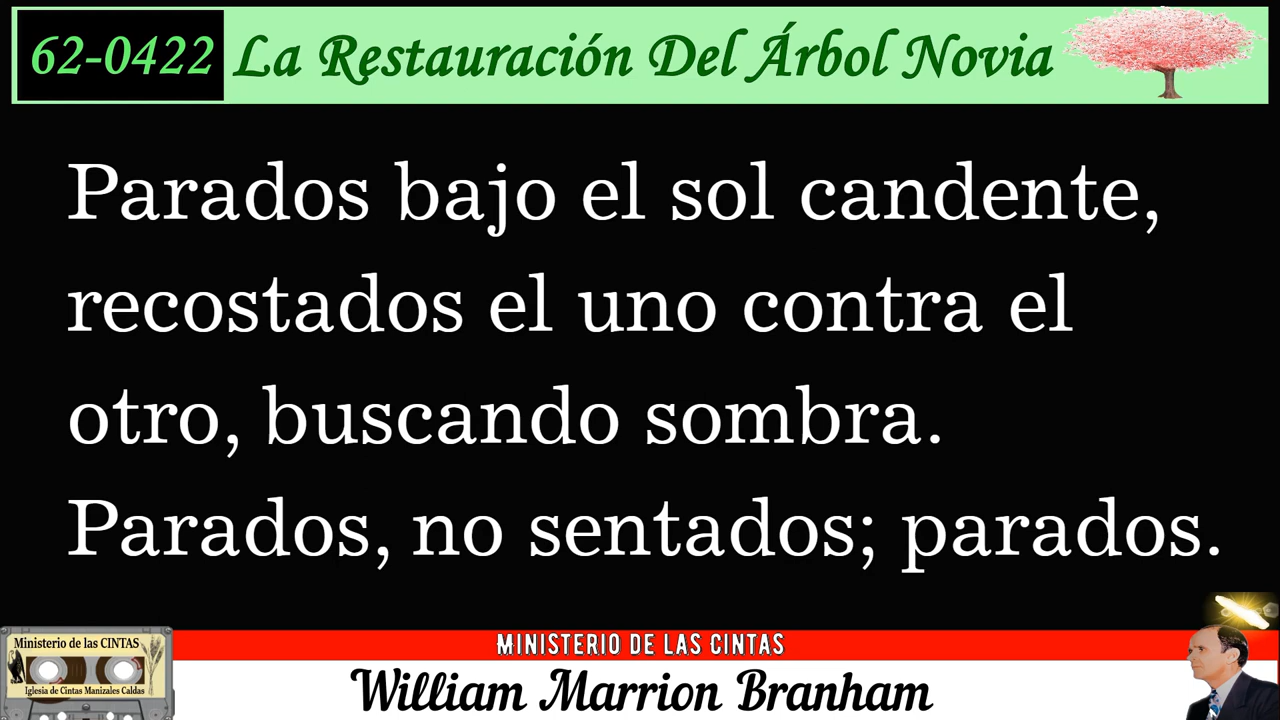 62-0422 La Restauración Del Árbol Novia
Parados bajo el sol candente,
recostados el uno contra el
otro, buscando sombra.
Parados, no sentados; parados.
MINISTERIO DE LAS CINTAS
Ministerio de las CINTAS
Iglesia de Cintas Manizales Caldas
William Marrion Branham